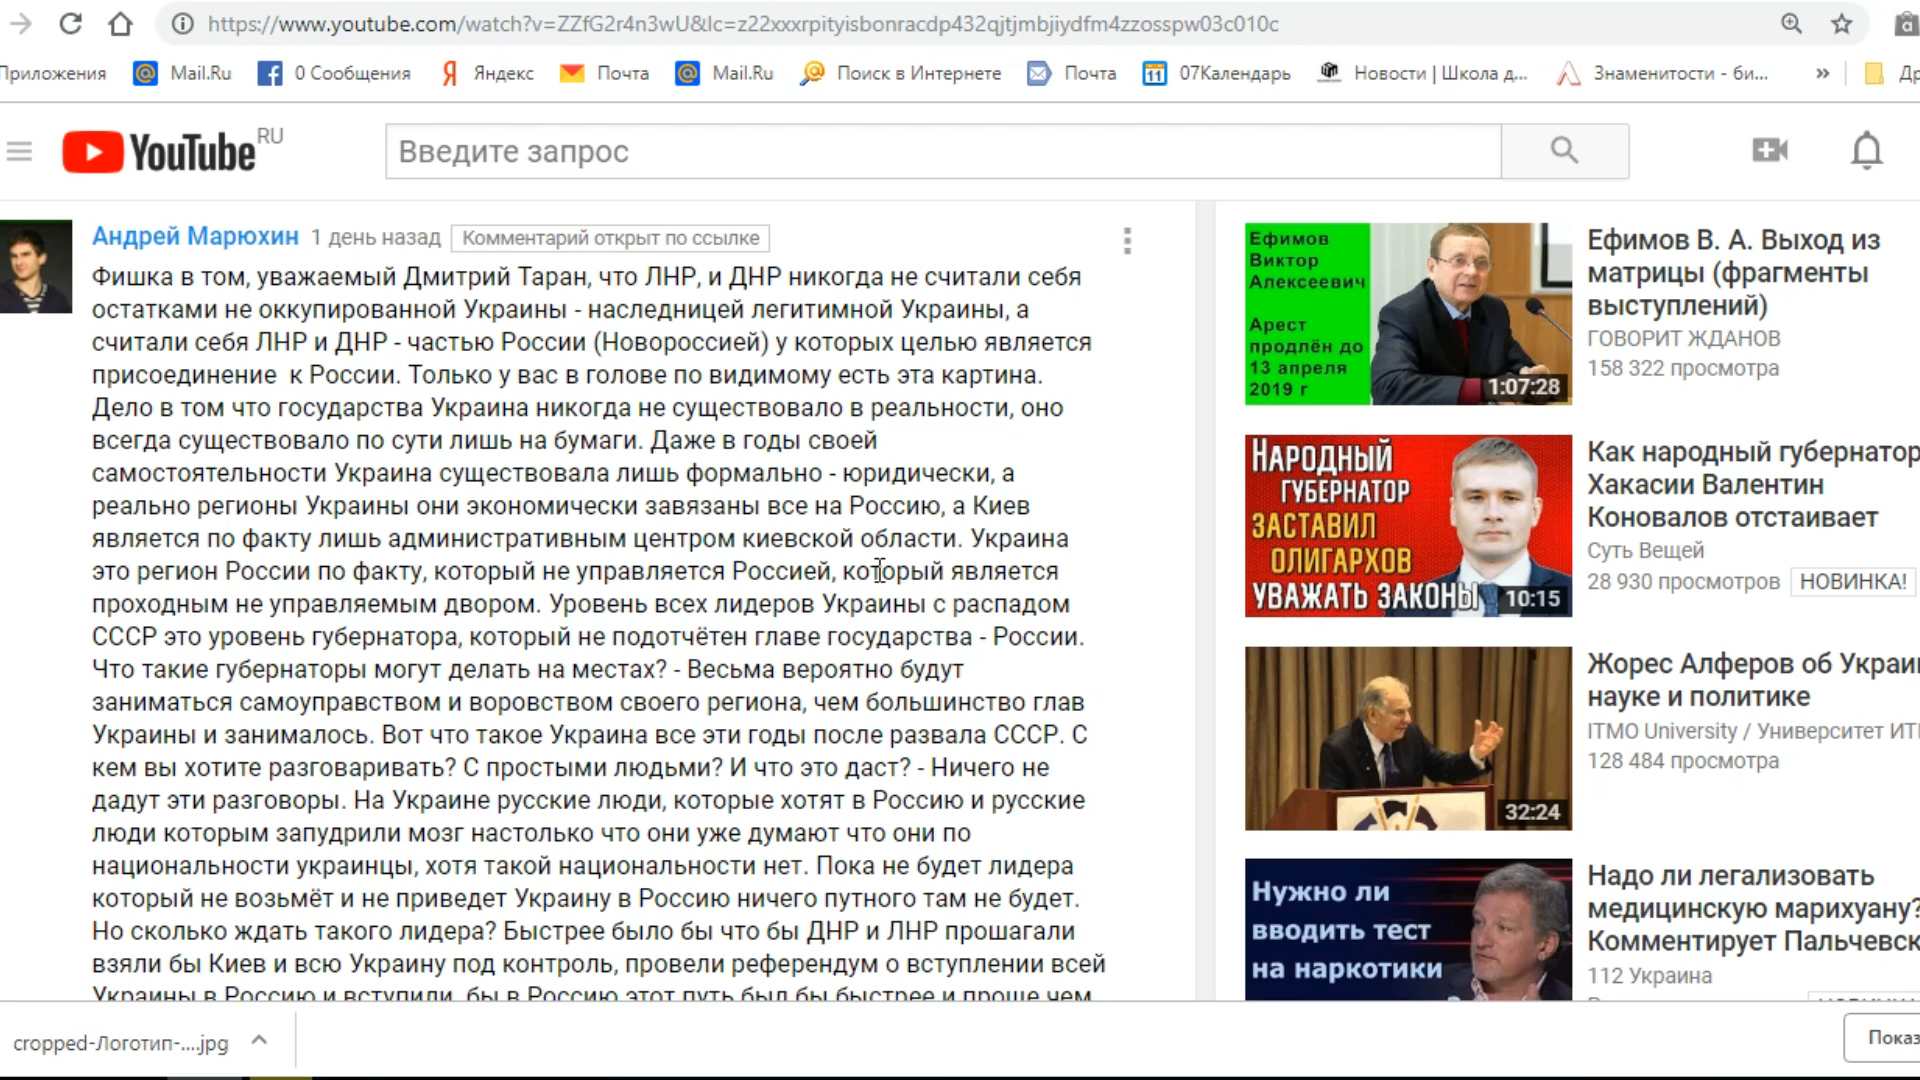 https://www.youtube.com/watch?v=ZZfG2r4n3wU&lc=z22xxxrpityisbonracdp432qjtjmbjiydfm4zzosspw03c010c
Приложения Mail.Ru 0 Сообщения Яндекс Почта Mail.Ru Поиск в Интернете Почта 11 07Календарь Новости | Школа д... Знаменитости - би... » Др
YouTube RU
Введите запрос
Андрей Марюхин 1 день назад Комментарий открыт по ссылке
Фишка в том, уважаемый Дмитрий Таран, что ЛНР, и ДНР никогда не считали себя
остатками не оккупированной Украины - наследницей легитимной Украины, а
считали себя ЛНР и ДНР - частью России (Новороссией) у которых целью является
присоединение к России. Только у вас в голове по видимому есть эта картина.
Дело в том что государства Украина никогда не существовало в реальности, оно
всегда существовало по сути лишь на бумаги. Даже в годы своей
самостоятельности Украина существовала лишь формально - юридически, а
реально регионы Украины они экономически завязаны все на Россию, а Киев
является по факту лишь административным центром киевской области. Украина
это регион России по факту, который не управляется Россией, который является
проходным не управляемым двором. Уровень всех лидеров Украины с распадом
СССР это уровень губернатора, который не подотчётен главе государства - России.
Что такие губернаторы могут делать на местах? - Весьма вероятно будут
заниматься самоуправством и воровством своего региона, чем большинство глав
Украины и занималось. Вот что такое Украина все эти годы после развала СССР. С
кем вы хотите разговаривать? С простыми людьми? И что это даст? - Ничего не
дадут эти разговоры. На Украине русские люди, которые хотят в Россию и русские
люди которым запудрили мозг настолько что они уже думают что они по
национальности украинцы, хотя такой национальности нет. Пока не будет лидера
который не возьмёт и не приведет Украину в Россию ничего путного там не будет.
Но сколько ждать такого лидера? Быстрее было бы что бы ДНР и ЛНР прошагали
взяли бы Киев и всю Украину под контроль, провели референдум о вступлении всей
Украины в Россию и вступили бы в Россию этот путь был бы быстрее и проще чем
Ефимов
Виктор
Алексеевич
Арест
продлён до
13 апреля
2019 г
1:07:28
Ефимов В. А. Выход из
матрицы (фрагменты
выступлений)
ГОВОРИТ ЖДАНОВ
158 322 просмотра
НАРОДНЫЙ
ГУБЕРНАТОР
ЗАСТАВИЛ
ОЛИГАРХОВ
УВАЖАТЬ ЗАКОНЫ
10:15
Как народный губернатор
Хакасии Валентин
Коновалов отстаивает
Суть Вещей
28 930 просмотров НОВИНКА!
32:24
Жорес Алферов об Украи
науке и политике
ITMO University / Университет ИТ
128 484 просмотра
Нужно ли
вводить тест
на наркотики
Надо ли легализовать
медицинскую марихуану?
Комментирует Пальчевск
112 Украина
cropped-Логотип-....jpg
Показ